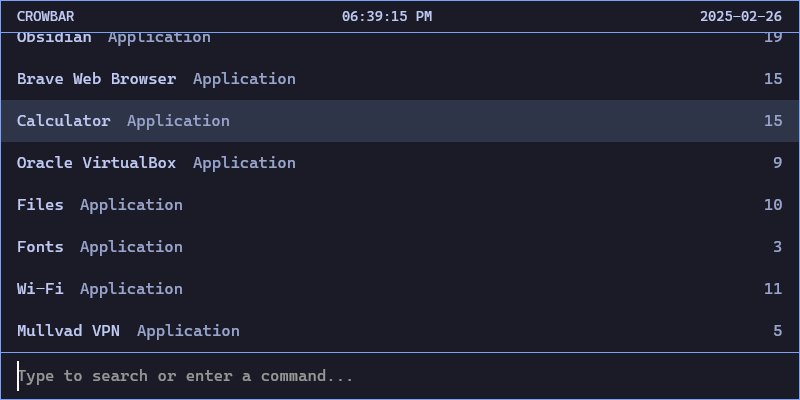 CROWBAR 06:39:15 PM 2025-02-26
Obsidian Application 19
Brave Web Browser Application 15
Calculator Application 15
Oracle VirtualBox Application 9
Files Application 10
Fonts Application 3
Wi-Fi Application 11
Mullvad VPN Application 5
Type to search or enter a command...